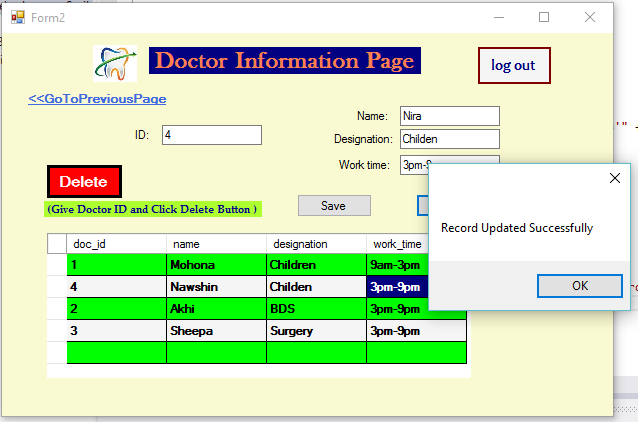 Form2
Doctor Information Page
log out
<<GoToPreviousPage
Name: Nira
ID: 4
Designation: Childen
Work time: 3pm-9
Delete
(Give Doctor ID and Click Delete Button )
Save
Record Updated Successfully
OK
doc_id name designation work_time
1 Mohona Children 9am-3pm
4 Nawshin Childen 3pm-9pm
2 Akhi BDS 3pm-9pm
3 Sheepa Surgery 3pm-9pm